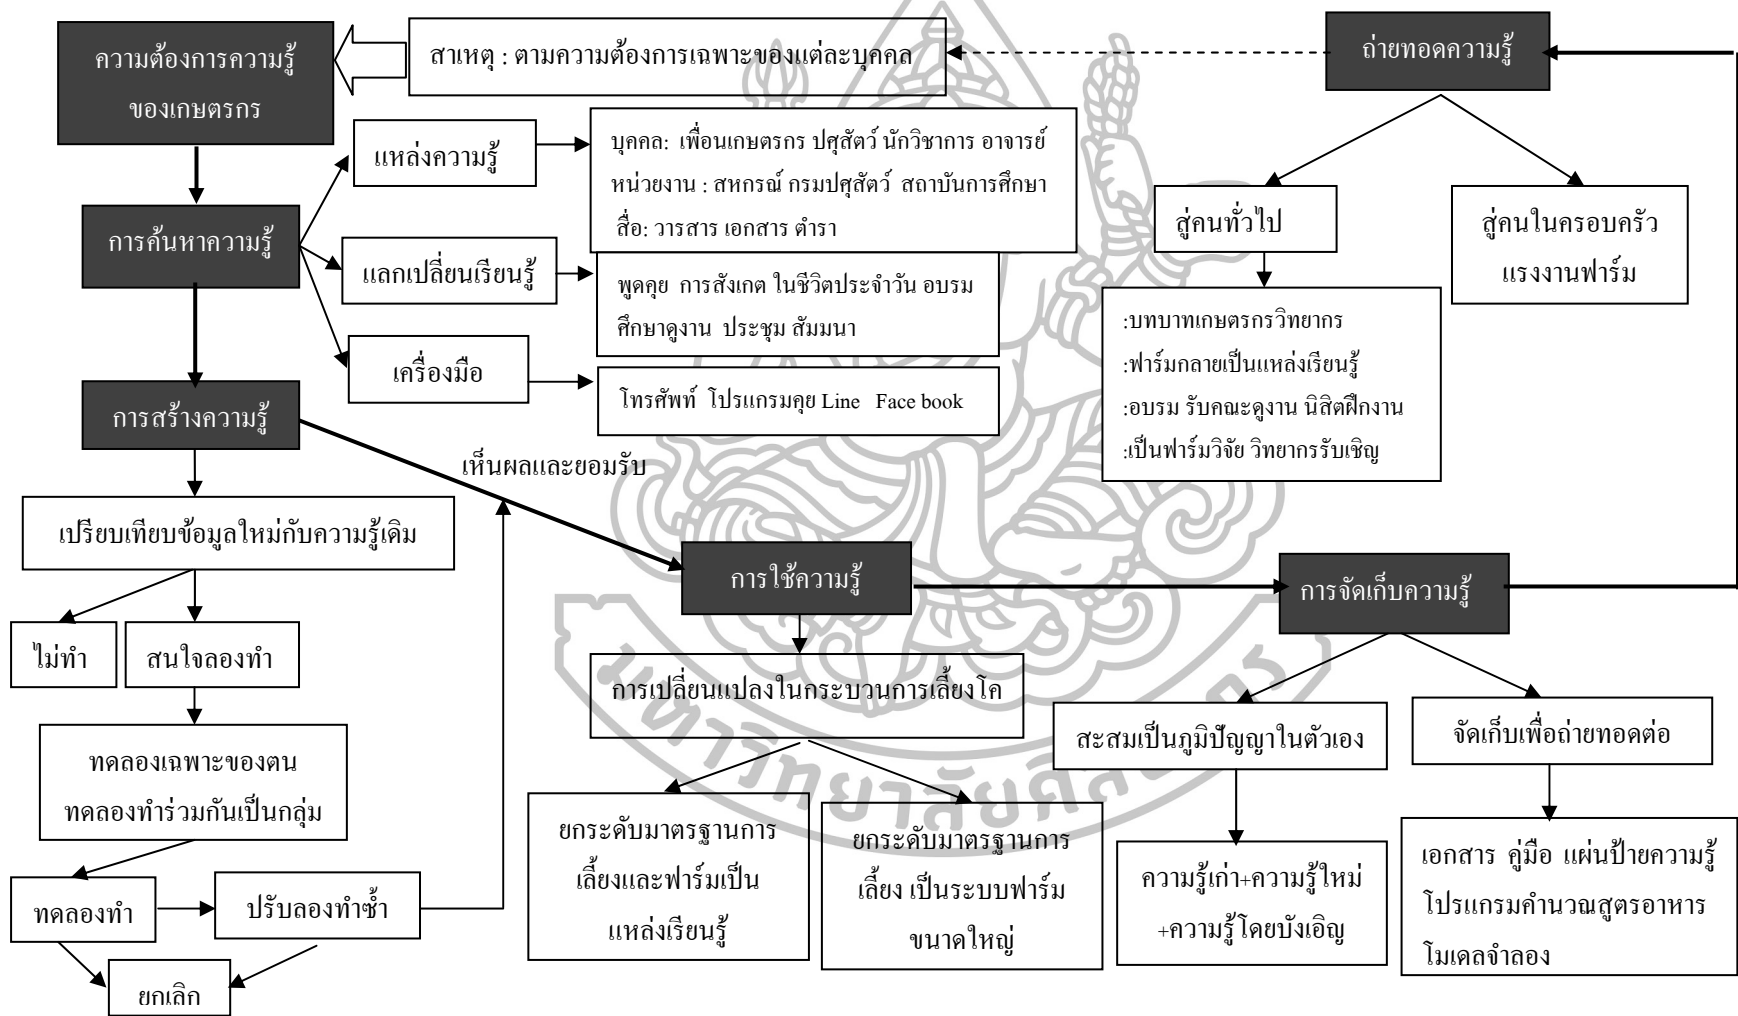 ความต้องการความรู้
ของเกษตรกร
สาเหตุ : ตามความต้องการเฉพาะของแต่ละบุคคล
ถ่ายทอดความรู้
แหล่งความรู้
บุคคล: เพื่อนเกษตรกร ปศุสัตว์ นักวิชาการ อาจารย์
หน่วยงาน : สหกรณ์ กรมปศุสัตว์ สถาบันการศึกษา
สื่อ: วารสาร เอกสาร ตำรา
การค้นหาความรู้
แลกเปลี่ยนเรียนรู้
พูดคุย การสังเกต ในชีวิตประจำวัน อบรม
ศึกษาดูงาน ประชุม สัมมนา
เครื่องมือ
โทรศัพท์ โปรแกรมคุย Line Face book
สู่คนทั่วไป
สู่คนในครอบครัว
แรงงานฟาร์ม
:บทบาทเกษตรกรวิทยากร
:ฟาร์มกลายเป็นแหล่งเรียนรู้
:อบรม รับคณะดูงาน นิสิตฝึกงาน
:เป็นฟาร์มวิจัย วิทยากรรับเชิญ
การสร้างความรู้
เห็นผลและยอมรับ
เปรียบเทียบข้อมูลใหม่กับความรู้เดิม
ไม่ทำ
สนใจลองทำ
ทดลองเฉพาะของตน
ทดลองทำร่วมกันเป็นกลุ่ม
ทดลองทำ
ปรับลองทำซ้ำ
ยกเลิก
การใช้ความรู้
การเปลี่ยนแปลงในกระบวนการเลี้ยงโค
ยกระดับมาตรฐานการ
เลี้ยงและฟาร์มเป็น
แหล่งเรียนรู้
ยกระดับมาตรฐานการ
เลี้ยง เป็นระบบฟาร์ม
ขนาดใหญ่
การจัดเก็บความรู้
สะสมเป็นภูมิปัญญาในตัวเอง
จัดเก็บเพื่อถ่ายทอดต่อ
ความรู้เก่า+ความรู้ใหม่
+ความรู้โดยบังเอิญ
เอกสาร คู่มือ แผ่นป้ายความรู้
โปรแกรมคำนวณสูตรอาหาร
โมเดลจำลอง